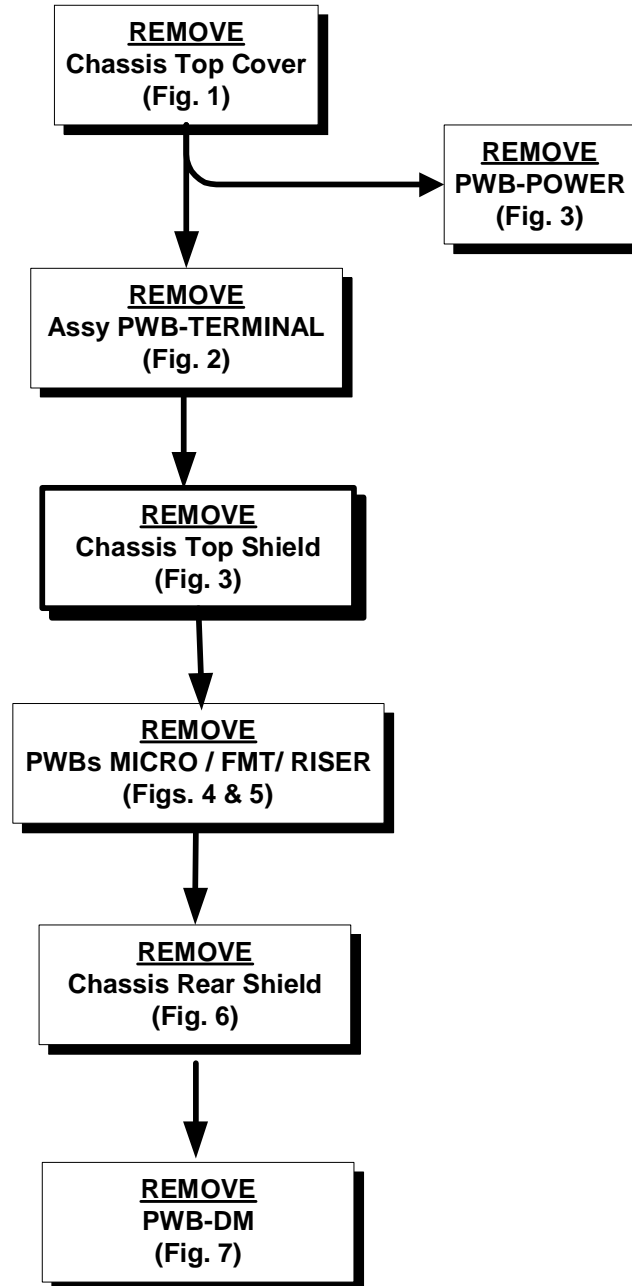 REMOVE
Chassis Top Cover
(Fig. 1)
REMOVE
PWB-POWER
(Fig. 3)
REMOVE
Assy PWB-TERMINAL
(Fig. 2)
REMOVE
Chassis Top Shield
(Fig. 3)
REMOVE
PWBs MICRO / FMT/ RISER
(Figs. 4 & 5)
REMOVE
Chassis Rear Shield
(Fig. 6)
REMOVE
PWB-DM
(Fig. 7)